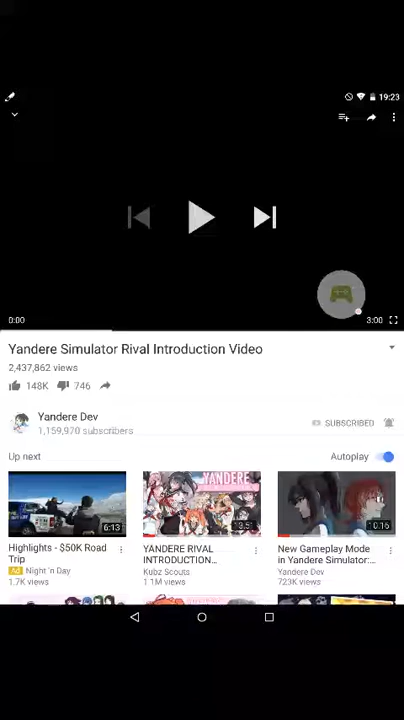 19:23
0:00
3:00
Yandere Simulator Rival Introduction Video
2,437,862 views
148K
746
Yandere Dev
1,159,970 subscribers
SUBSCRIBED
Up next
Autoplay
6:13
YANDERE
10:16
Highlights - $50K Road Trip
Ad Night 'n Day
1.7K views
YANDERE RIVAL INTRODUCTION...
Kubz Scouts
1.1M views
New Gameplay Mode in Yandere Simulator:...
Yandere Dev
723K views